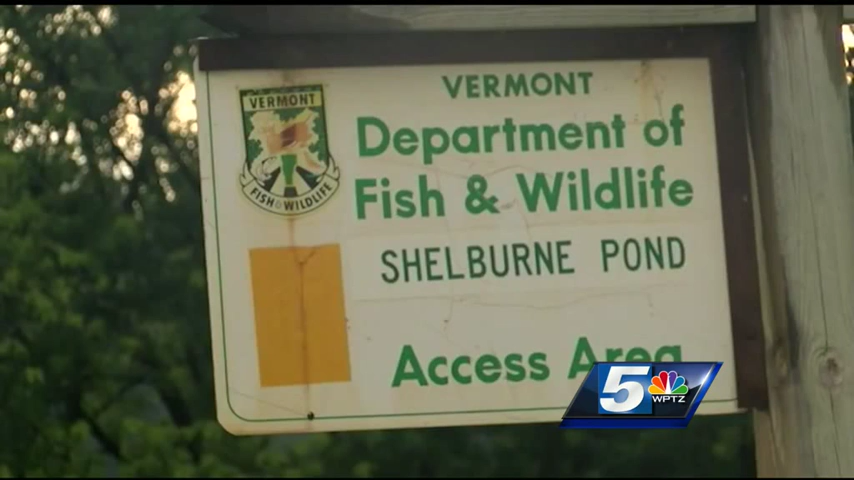 VERMONT
Department of
Fish & Wildlife
VERMONT
FISH & WILDLIFE
SHELBURNE POND
Access Area
5
WPTZ